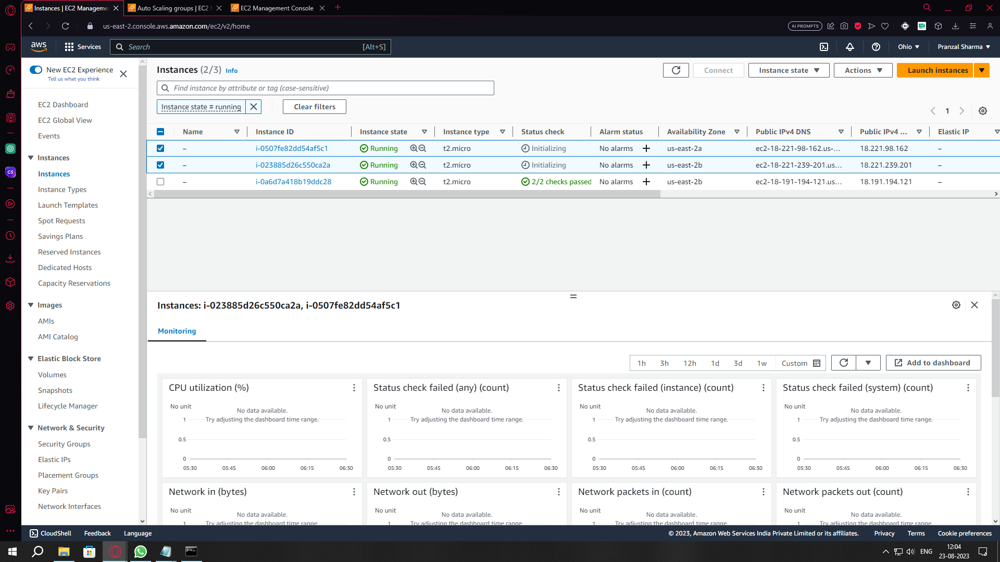 Instances | EC2 Manageme
Auto Scaling groups | EC2
EC2 Management Console
us-east-2.console.aws.amazon.com/ec2/v2/home
AI PROMPTS
aws
Services
Search
[Alt+S]
Ohio
Pranzal Sharma
New EC2 Experience
Tell us what you think
EC2 Dashboard
EC2 Global View
Events
Instances
Instances
Instance Types
Launch Templates
Spot Requests
Savings Plans
Reserved Instances
Dedicated Hosts
Capacity Reservations
Images
AMIs
AMI Catalog
Elastic Block Store
Volumes
Snapshots
Lifecycle Manager
Network & Security
Security Groups
Elastic IPs
Placement Groups
Key Pairs
Network Interfaces
Instances (2/3) Info
Connect
Instance state
Actions
Launch instances
Find instance by attribute or tag (case-sensitive)
Instance state = running
Clear filters
1
Name Instance ID Instance state Instance type Status check Alarm status Availability Zone Public IPv4 DNS Public IPv4 ... Elastic IP
– i-0507fe82dd54af5c1 Running t2.micro Initializing No alarms us-east-2a ec2-18-221-98-162.us-... 18.221.98.162 –
– i-023885d26c550ca2a Running t2.micro Initializing No alarms us-east-2b ec2-18-221-239-201.us... 18.221.239.201 –
– i-0a6d7a418b19ddc28 Running t2.micro 2/2 checks passed No alarms us-east-2b ec2-18-191-194-121.us... 18.191.194.121 –
Instances: i-023885d26c550ca2a, i-0507fe82dd54af5c1
Monitoring
1h 3h 12h 1d 3d 1w Custom
Add to dashboard
CPU utilization (%)
No unit
No data available.
Try adjusting the dashboard time range.
1
0.5
0
05:30 05:45 06:00 06:15 06:30
Status check failed (any) (count)
No unit
No data available.
Try adjusting the dashboard time range.
1
0.5
0
05:30 05:45 06:00 06:15 06:30
Status check failed (instance) (count)
No unit
No data available.
Try adjusting the dashboard time range.
1
0.5
0
05:30 05:45 06:00 06:15 06:30
Status check failed (system) (count)
No unit
No data available.
Try adjusting the dashboard time range.
1
0.5
0
05:30 05:45 06:00 06:15 06:30
Network in (bytes)
No unit
No data available.
1
Try adjusting the dashboard time range.
Network out (bytes)
No unit
No data available.
1
Try adjusting the dashboard time range.
Network packets in (count)
No unit
No data available.
1
Try adjusting the dashboard time range.
Network packets out (count)
No unit
No data available.
1
Try adjusting the dashboard time range.
CloudShell Feedback Language
© 2023, Amazon Web Services India Private Limited or its affiliates. Privacy Terms Cookie preferences
ENG
12:04
23-08-2023